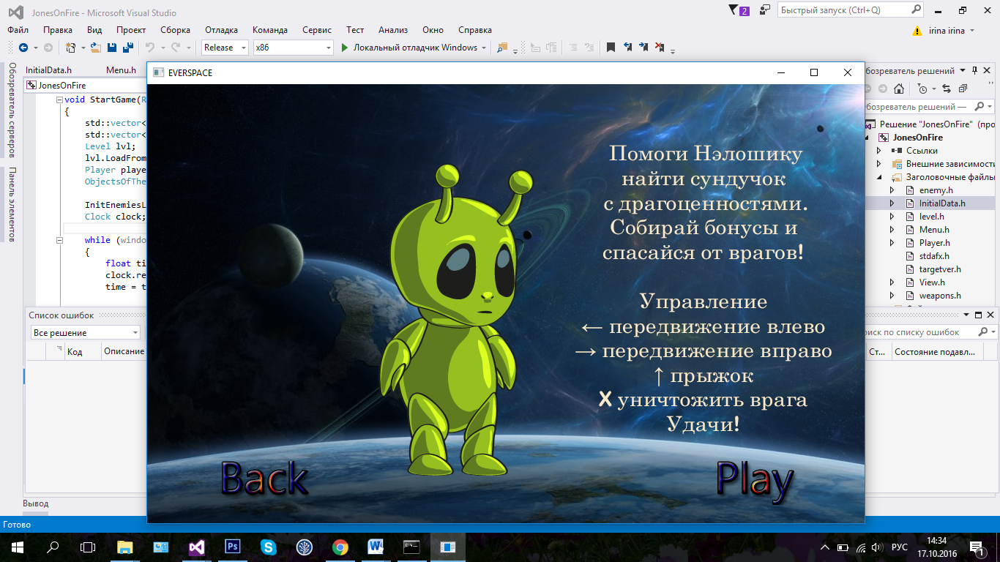 JonesOnFire - Microsoft Visual Studio
2
Быстрый запуск (Ctrl+Q)
Файл Правка Вид Проект Сборка Отладка Команда Сервис Тест Анализ Окно Справка
irina irina
Release x86 Локальный отладчик Windows
Обозреватель серверов
Панель элементов
InitialData.h Menu.h
JonesOnFire
void StartGame(R
{
std::vector<
std::vector<
Level lvl;
lvl.LoadFrom
Player playe
ObjectsOfThe
InitEnemiesL
Clock clock;
while (windo
{
float ti
clock.re
time = t
EVERSPACE
Помоги Нэлошику
найти сундучок
с драгоценностями.
Собирай бонусы и
спасайся от врагов!
Управление
← передвижение влево
→ передвижение вправо
↑ прыжок
X уничтожить врага
Удачи!
Back Play
бозреватель решений
бозреватель решений —
Решение "JonesOnFire" (про
JonesOnFire
Ссылки
Внешние зависимости
Заголовочные файлы
enemy.h
InitialData.h
level.h
Menu.h
Player.h
stdafx.h
targetver.h
View.h
weapons.h
Список ошибок
Все решение
оиск по списку ошибок
Код Описание Ст... Состояние подавл...
Вывод
Готово
РУС
14:34
17.10.2016
1